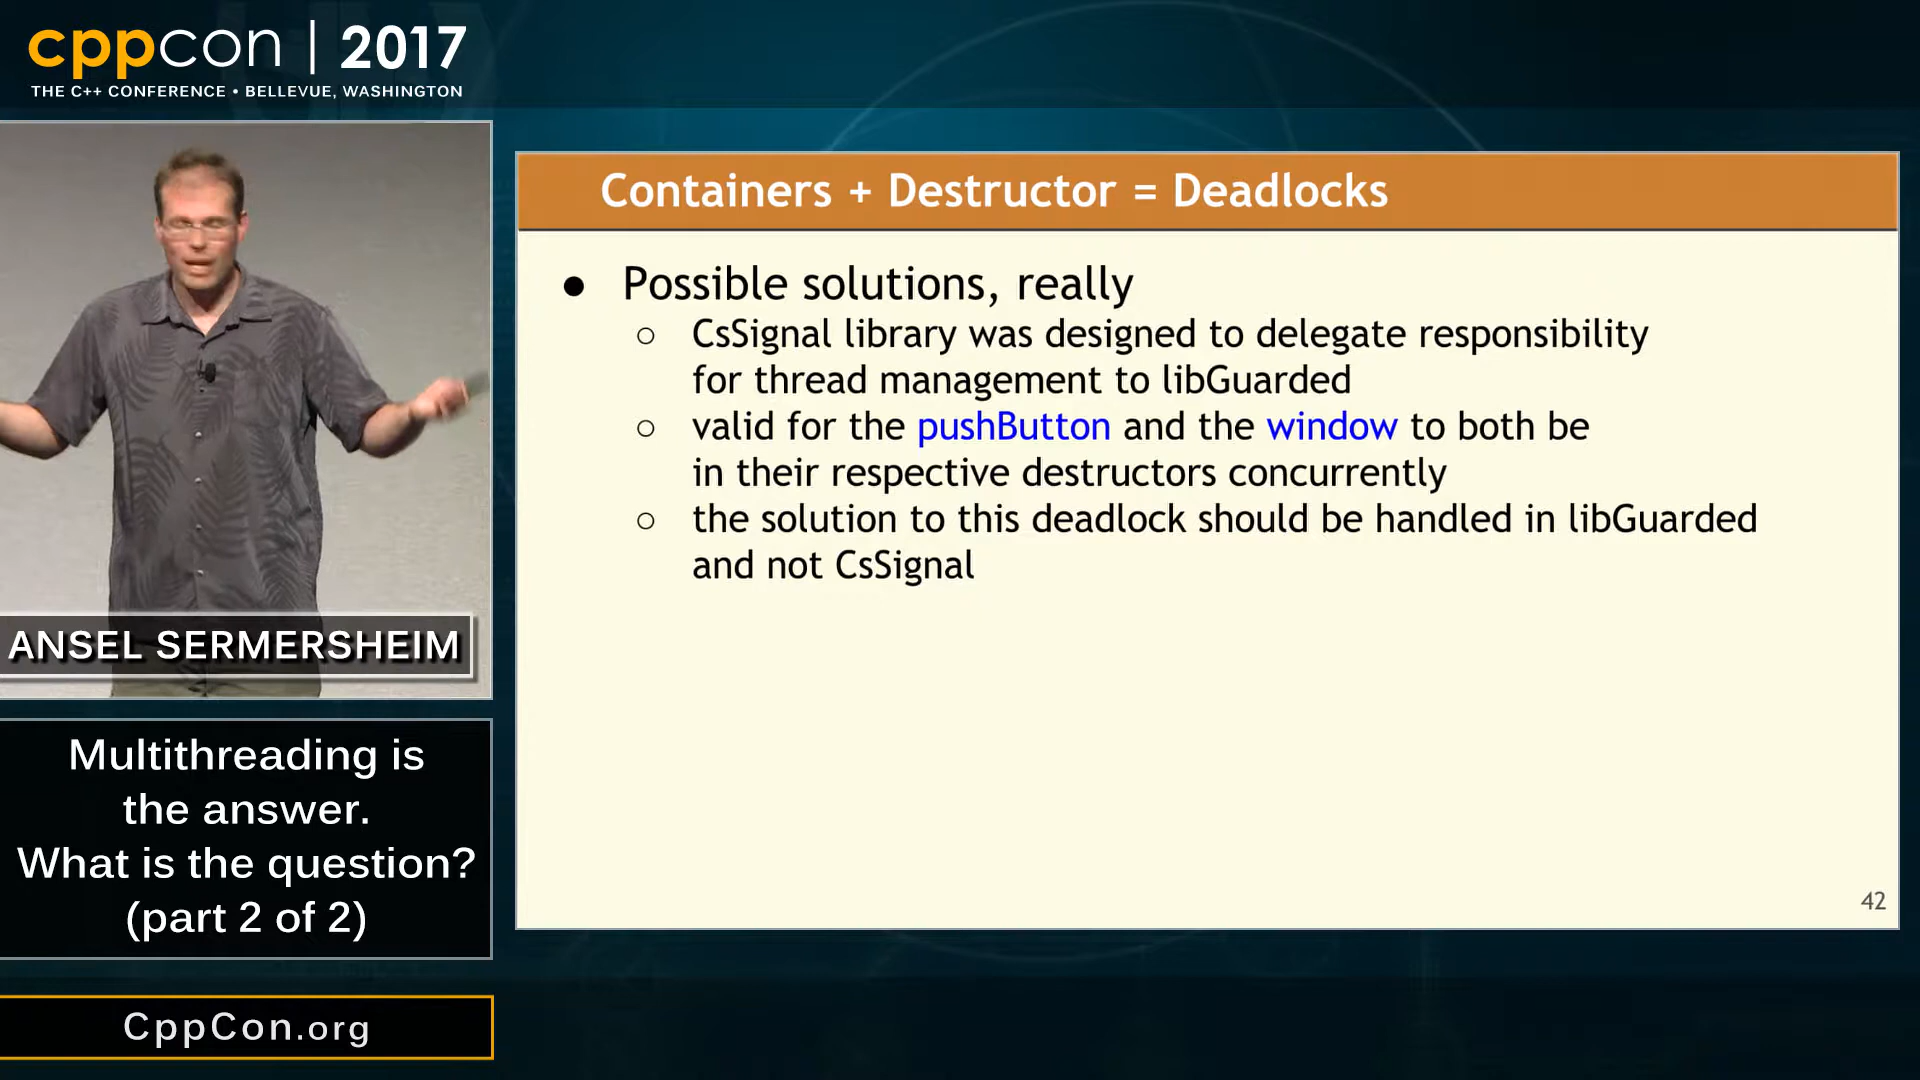 cppcon | 2017
THE C++ CONFERENCE • BELLEVUE, WASHINGTON
ANSEL SERMERSHEIM
Multithreading is
the answer.
What is the question?
(part 2 of 2)
CppCon.org
Containers + Destructor = Deadlocks
● Possible solutions, really
○ CsSignal library was designed to delegate responsibility
for thread management to libGuarded
○ valid for the pushButton and the window to both be
in their respective destructors concurrently
○ the solution to this deadlock should be handled in libGuarded
and not CsSignal
42